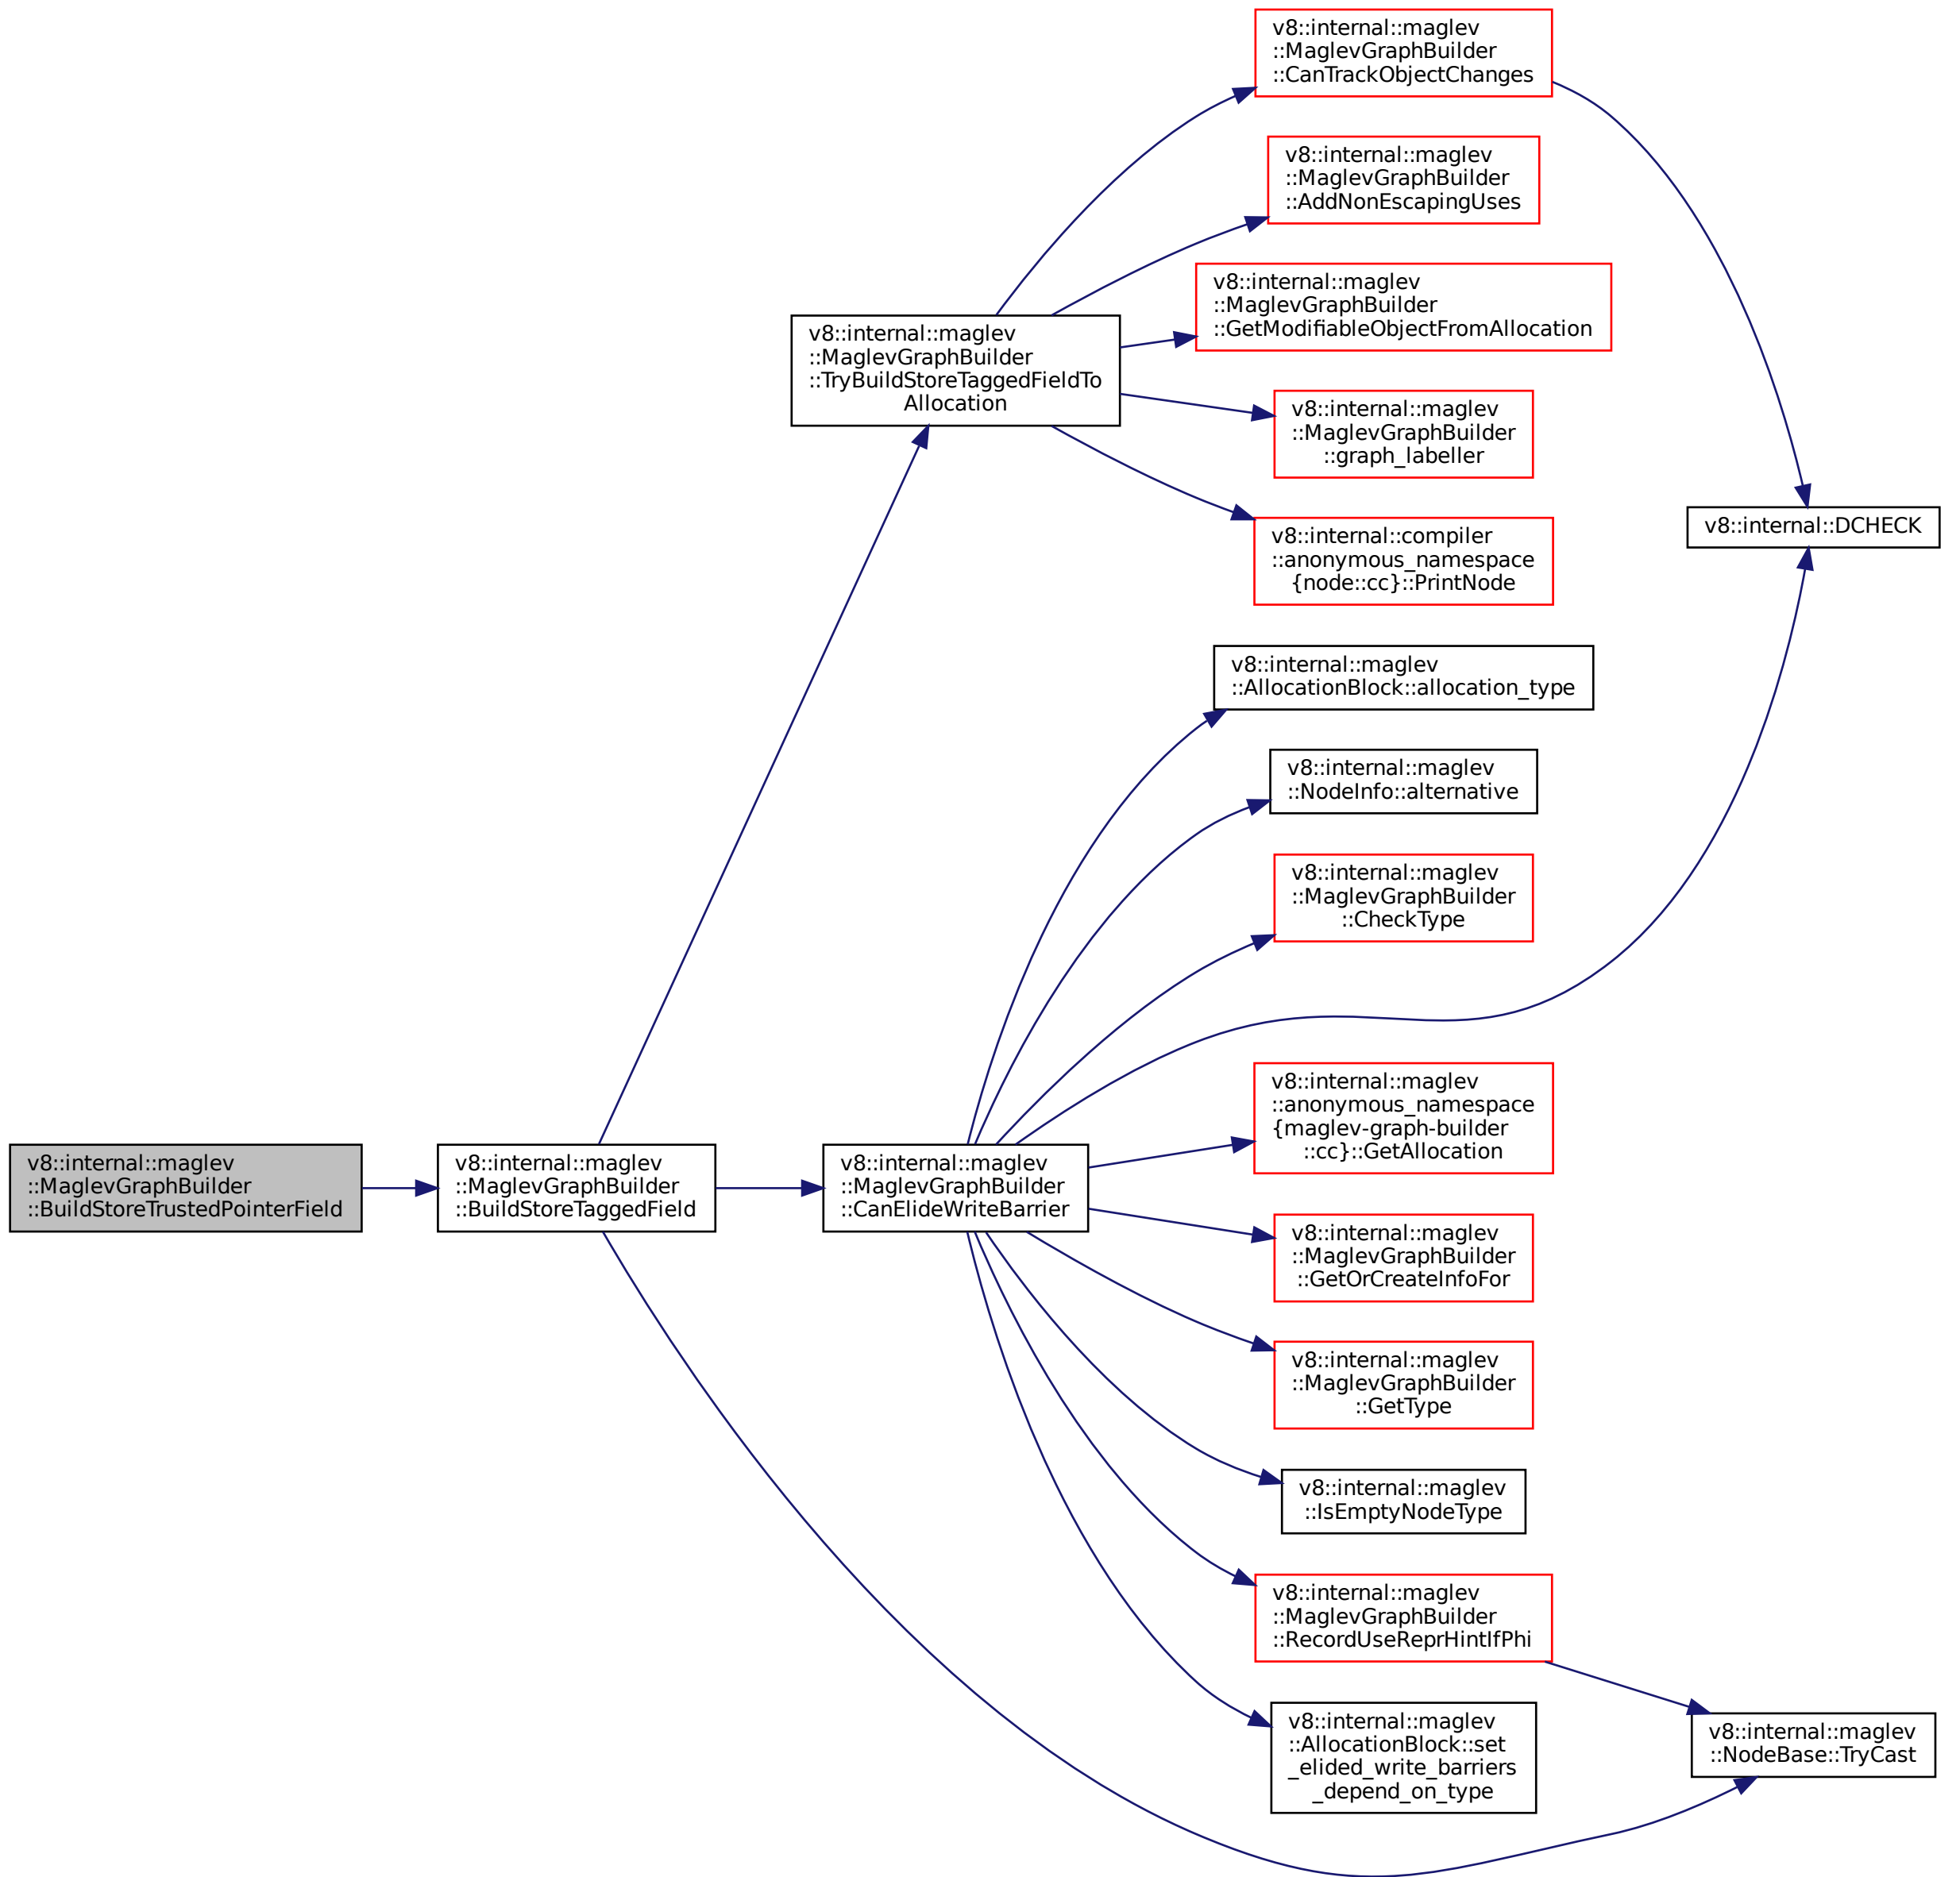 v8::internal::maglev
::MaglevGraphBuilder
::BuildStoreTrustedPointerField
v8::internal::maglev
::MaglevGraphBuilder
::BuildStoreTaggedField
v8::internal::maglev
::MaglevGraphBuilder
::TryBuildStoreTaggedFieldTo
Allocation
v8::internal::maglev
::MaglevGraphBuilder
::CanElideWriteBarrier
v8::internal::maglev
::MaglevGraphBuilder
::CanTrackObjectChanges
v8::internal::maglev
::MaglevGraphBuilder
::AddNonEscapingUses
v8::internal::maglev
::MaglevGraphBuilder
::GetModifiableObjectFromAllocation
v8::internal::maglev
::MaglevGraphBuilder
::graph_labeller
v8::internal::compiler
::anonymous_namespace
{node::cc}::PrintNode
v8::internal::maglev
::AllocationBlock::allocation_type
v8::internal::maglev
::NodeInfo::alternative
v8::internal::maglev
::MaglevGraphBuilder
::CheckType
v8::internal::maglev
::anonymous_namespace
{maglev-graph-builder
::cc}::GetAllocation
v8::internal::maglev
::MaglevGraphBuilder
::GetOrCreateInfoFor
v8::internal::maglev
::MaglevGraphBuilder
::GetType
v8::internal::maglev
::IsEmptyNodeType
v8::internal::maglev
::MaglevGraphBuilder
::RecordUseReprHintIfPhi
v8::internal::maglev
::AllocationBlock::set
_elided_write_barriers
_depend_on_type
v8::internal::DCHECK
v8::internal::maglev
::NodeBase::TryCast